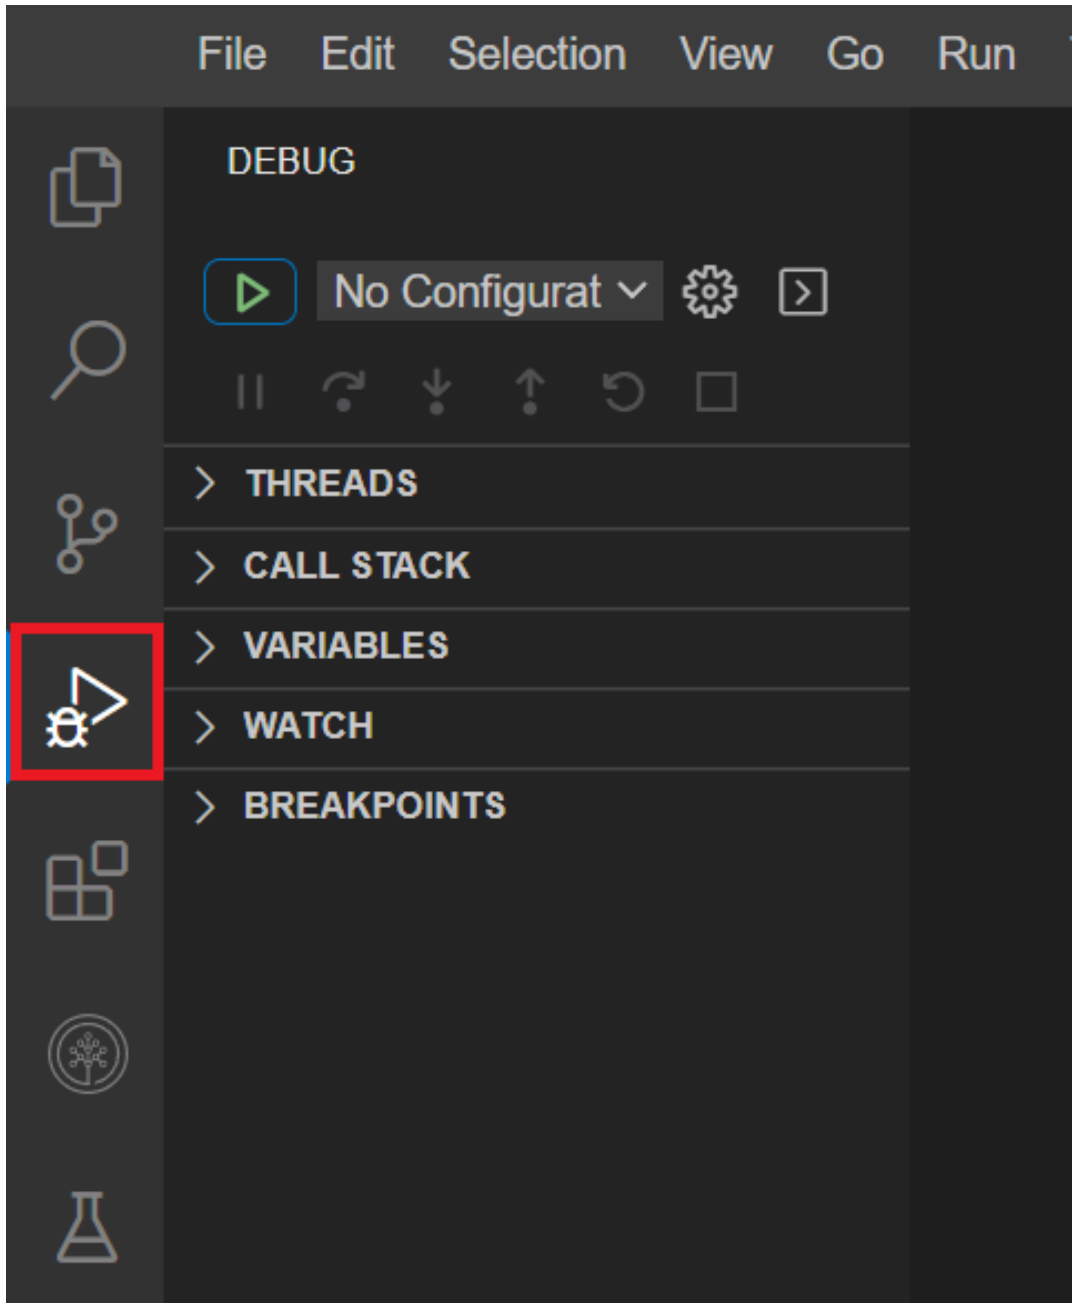 File Edit Selection View Go Run
DEBUG
No Configurat
THREADS
CALL STACK
VARIABLES
WATCH
BREAKPOINTS